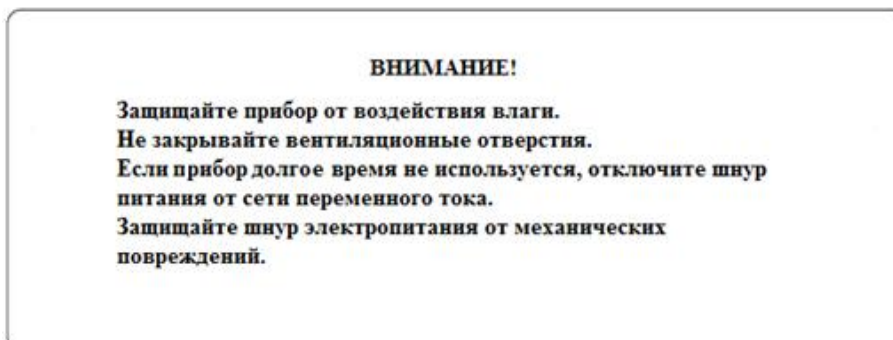 ВНИМАНИЕ!
Защищайте прибор от воздействия влаги.
Не закрывайте вентиляционные отверстия.
Если прибор долгое время не используется, отключите шнур
питания от сети переменного тока.
Защищайте шнур электропитания от механических
повреждений.